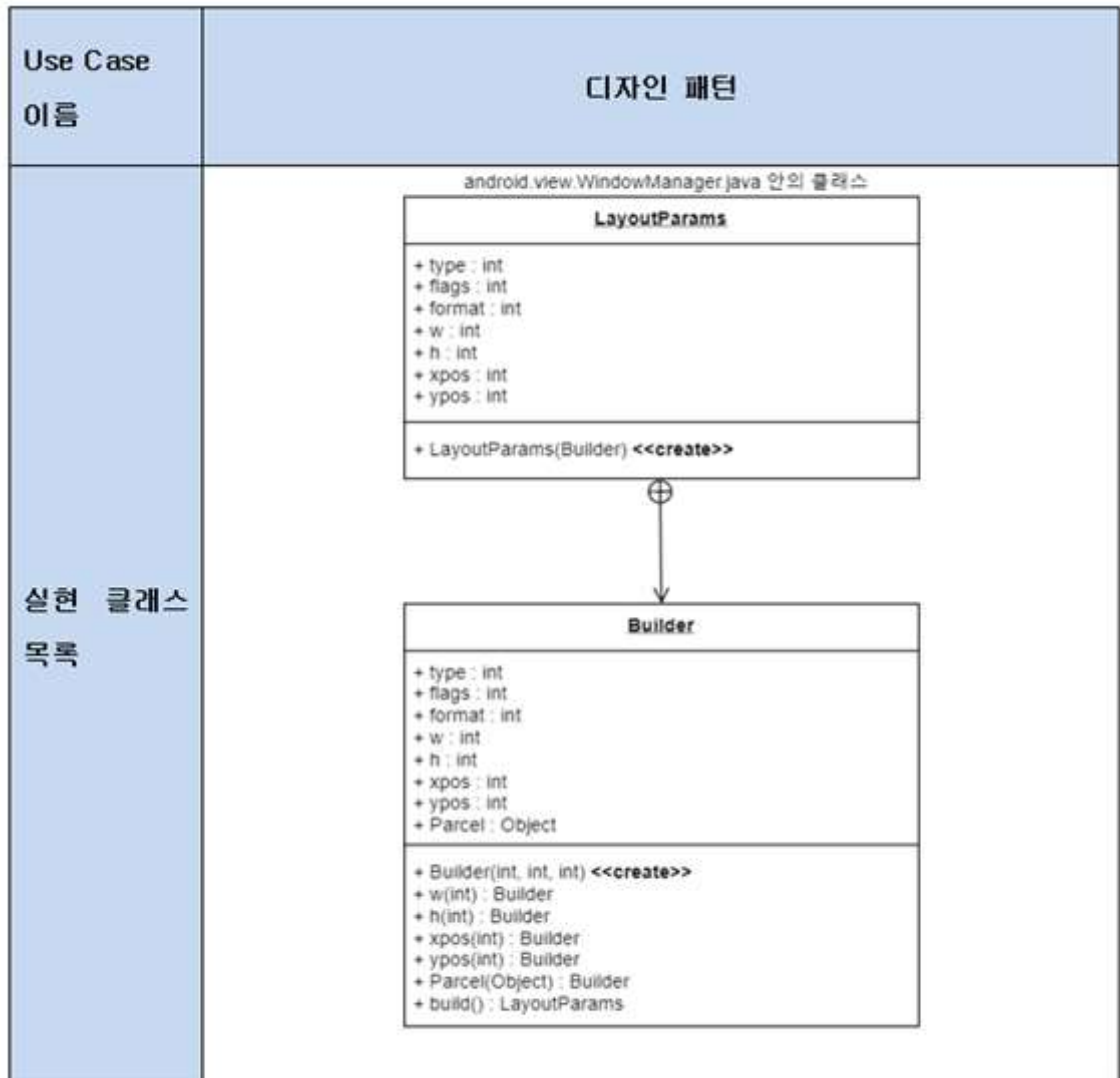 Use Case
이름
디자인 패턴
실현 클래스
목록
android.view.WindowManager.java 안의 클래스
LayoutParams
+ type : int
+ flags : int
+ format : int
+ w : int
+ h : int
+ xpos : int
+ ypos : int
+ LayoutParams(Builder) <<create>>
Builder
+ type : int
+ flags : int
+ format : int
+ w : int
+ h : int
+ xpos : int
+ ypos : int
+ Parcel : Object
+ Builder(int, int, int) <<create>>
+ w(int) : Builder
+ h(int) : Builder
+ xpos(int) : Builder
+ ypos(int) : Builder
+ Parcel(Object) : Builder
+ build() : LayoutParams